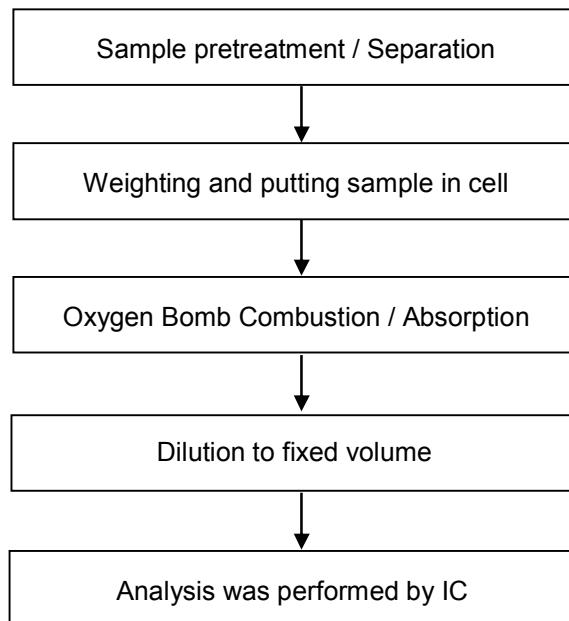 Sample pretreatment / Separation
Weighting and putting sample in cell
Oxygen Bomb Combustion / Absorption
Dilution to fixed volume
Analysis was performed by IC